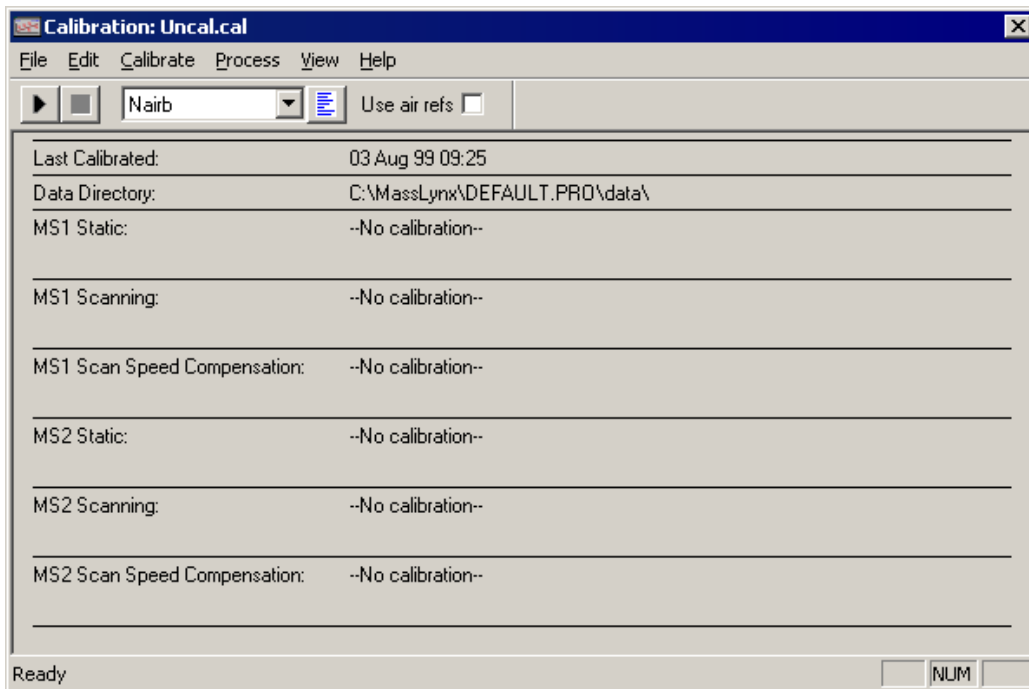 Calibration: Uncal.cal
File Edit Calibrate Process View Help
Nairb Use air refs
Last Calibrated: 03 Aug 99 09:25
Data Directory: C:\MassLynx\DEFAULT.PRO\data\
MS1 Static: --No calibration--
MS1 Scanning: --No calibration--
MS1 Scan Speed Compensation: --No calibration--
MS2 Static: --No calibration--
MS2 Scanning: --No calibration--
MS2 Scan Speed Compensation: --No calibration--
Ready NUM